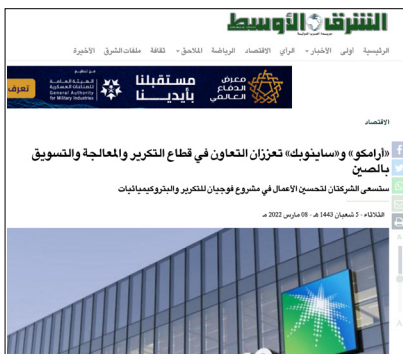 الشرق الأوسط
الرئيسية أولى الأخبار الرأي الاقتصاد الرياضة الملاحق ثقافة ملفات الشرق الأخيرة
معرض الدفاع العالمي
مستقبلنا بأيدينا
الهيئة العامة للصناعات العسكرية
General Authority for Military Industries
تعرف
الاقتصاد
«أرامكو» و«ساينوبك» تعززان التعاون في قطاع التكرير والمعالجة والتسويق
بالصين
ستسعى الشركتان لتحسين الأعمال في مشروع فوجيان للتكرير والبتروكيميائيات
الثلاثاء - 5 شعبان 1443 هـ - 08 مارس 2022 مـ